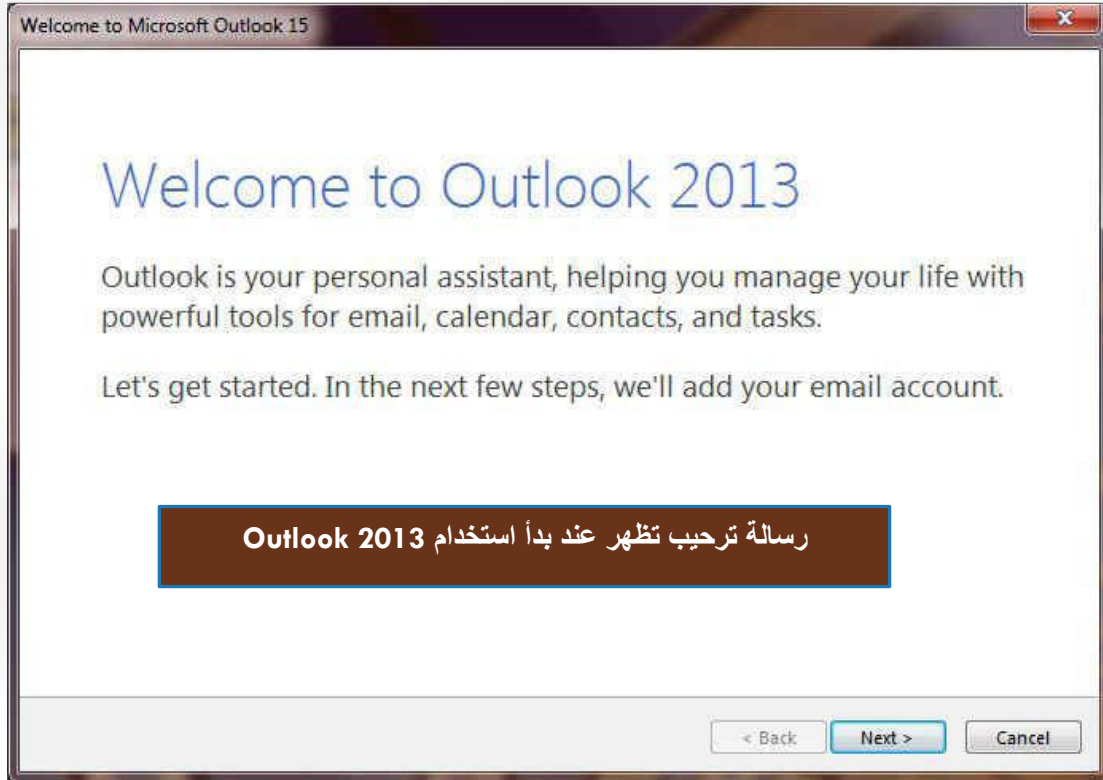 Welcome to Microsoft Outlook 15
Welcome to Outlook 2013
Outlook is your personal assistant, helping you manage your life with
powerful tools for email, calendar, contacts, and tasks.
Let's get started. In the next few steps, we'll add your email account.
رسالة ترحيب تظهر عند بدأ استخدام Outlook 2013
< Back
Next >
Cancel